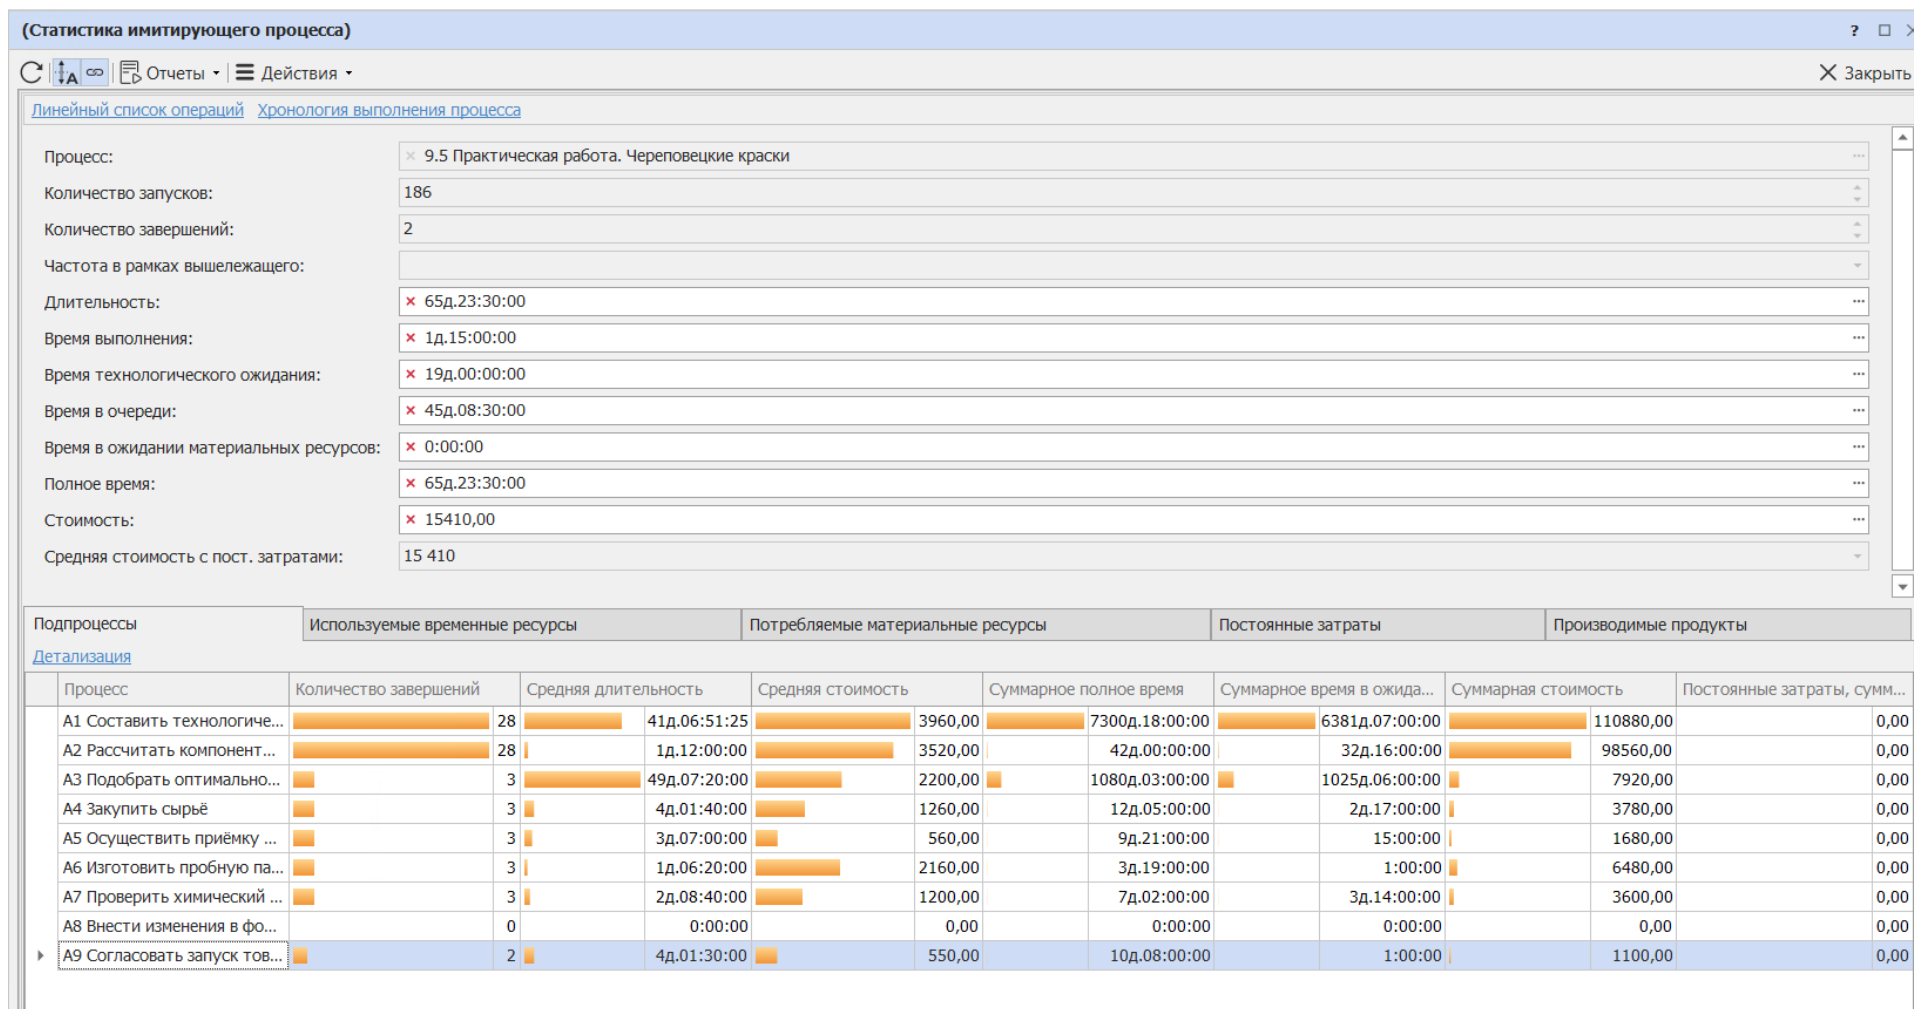 (Статистика имитирующего процесса) ?
Отчеты Действия Закрыть
Линейный список операций Хронология выполнения процесса
Процесс: 9.5 Практическая работа. Череповецкие краски
Количество запусков: 186
Количество завершений: 2
Частота в рамках вышележащего:
Длительность: 65д.23:30:00
Время выполнения: 1д.15:00:00
Время технологического ожидания: 19д.00:00:00
Время в очереди: 45д.08:30:00
Время в ожидании материальных ресурсов: 0:00:00
Полное время: 65д.23:30:00
Стоимость: 15410,00
Средняя стоимость с пост. затратами: 15 410
Подпроцессы Используемые временные ресурсы Потребляемые материальные ресурсы Постоянные затраты Производимые продукты
Детализация
Процесс Количество завершений Средняя длительность Средняя стоимость Суммарное полное время Суммарное время в ожида... Суммарная стоимость Постоянные затраты, сумм...
А1 Составить технологиче... 28 41д.06:51:25 3960,00 7300д.18:00:00 6381д.07:00:00 110880,00 0,00
А2 Рассчитать компонент... 28 1д.12:00:00 3520,00 42д.00:00:00 32д.16:00:00 98560,00 0,00
А3 Подобрать оптимально... 3 49д.07:20:00 2200,00 1080д.03:00:00 1025д.06:00:00 7920,00 0,00
А4 Закупить сырьё 3 4д.01:40:00 1260,00 12д.05:00:00 2д.17:00:00 3780,00 0,00
А5 Осуществить приёмку ... 3 3д.07:00:00 560,00 9д.21:00:00 15:00:00 1680,00 0,00
А6 Изготовить пробную па... 3 1д.06:20:00 2160,00 3д.19:00:00 1:00:00 6480,00 0,00
А7 Проверить химический ... 3 2д.08:40:00 1200,00 7д.02:00:00 3д.14:00:00 3600,00 0,00
А8 Внести изменения в фо... 0 0:00:00 0,00 0:00:00 0:00:00 0,00 0,00
А9 Согласовать запуск тов... 2 4д.01:30:00 550,00 10д.08:00:00 1:00:00 1100,00 0,00